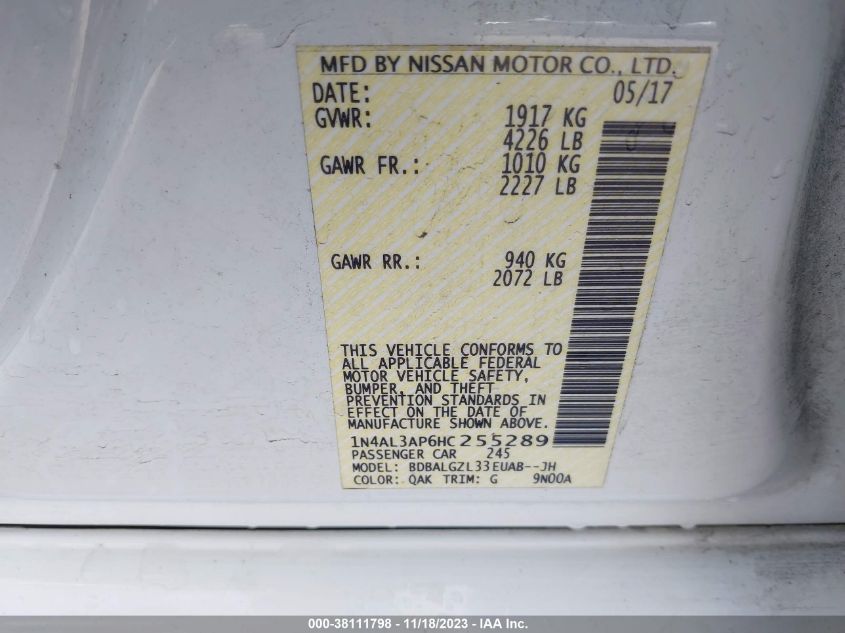 MFD BY NISSAN MOTOR CO., LTD.
DATE: 05/17
GVWR: 1917 KG
4226 LB
GAWR FR.: 1010 KG
2227 LB
GAWR RR.: 940 KG
2072 LB
THIS VEHICLE CONFORMS TO
ALL APPLICABLE FEDERAL
MOTOR VEHICLE SAFETY,
BUMPER, AND THEFT
PREVENTION STANDARDS IN
EFFECT ON THE DATE OF
MANUFACTURE SHOWN ABOVE.
1N4AL3AP6HC255289
PASSENGER CAR 245
MODEL: BDBALGZL33EUAB--JH
COLOR: QAK TRIM: G 9N00A
000-38111798 - 11/18/2023 - IAAI.com